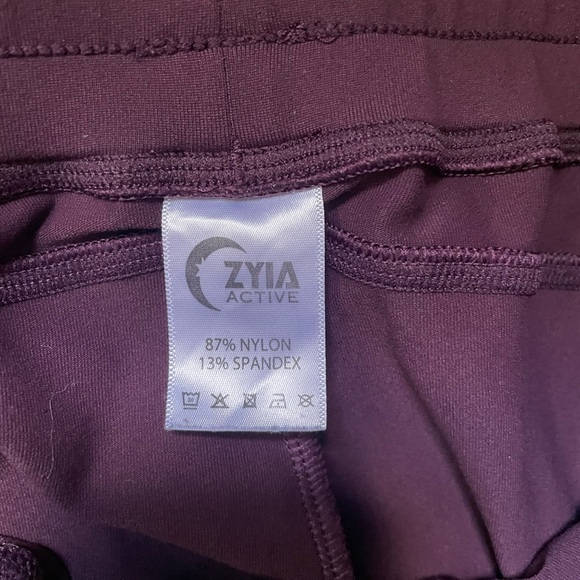 ZYIA
ACTIVE
87% NYLON
13% SPANDEX